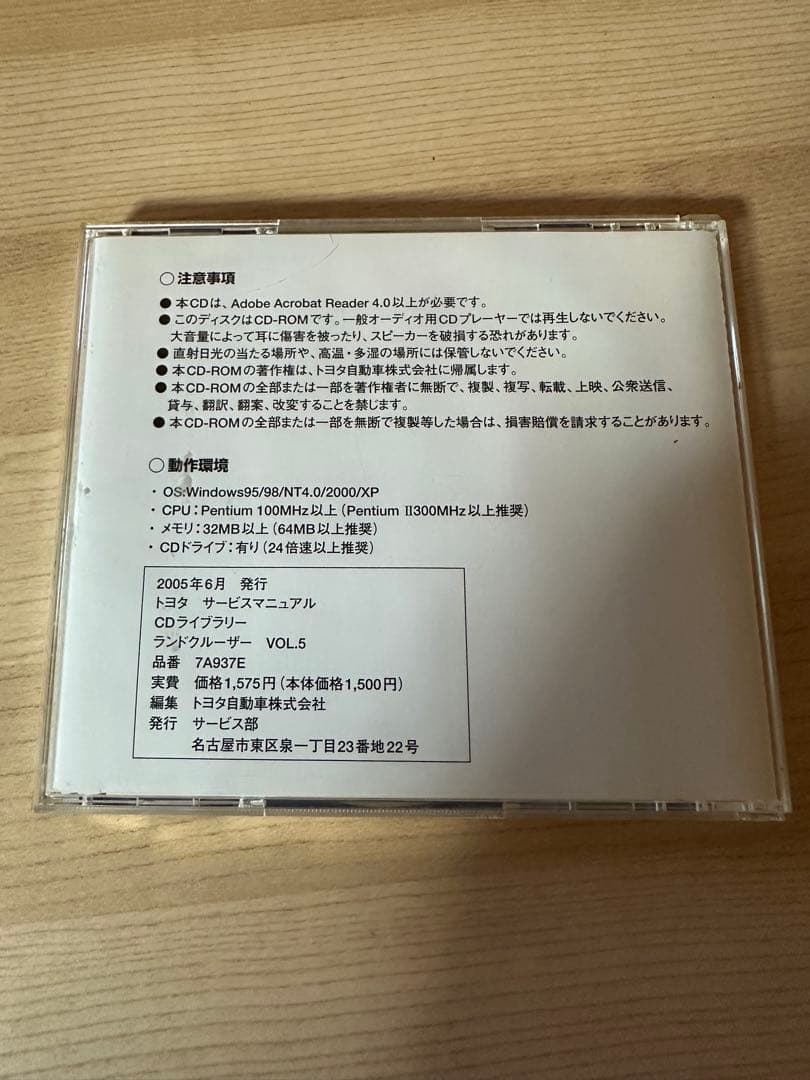 ○ 注意事項
● 本CDは、Adobe Acrobat Reader 4.0以上が必要です。
● このディスクはCD-ROMです。一般オーディオ用CDプレーヤーでは再生しないでください。
大音量によって耳に傷害を被ったり、スピーカーを破損する恐れがあります。
● 直射日光の当たる場所や、高温・多湿の場所には保管しないでください。
● 本CD-ROMの著作権は、トヨタ自動車株式会社に帰属します。
● 本CD-ROMの全部または一部を著作権者に無断で、複製、複写、転載、上映、公衆送信、
貸与、翻訳、翻案、改変することを禁じます。
● 本CD-ROMの全部または一部を無断で複製等した場合は、損害賠償を請求することがあります。
○ 動作環境
・ OS:Windows95/98/NT4.0/2000/XP
・ CPU：Pentium 100MHz以上（Pentium II300MHz以上推奨）
・ メモリ：32MB以上（64MB以上推奨）
・ CDドライブ：有り（24倍速以上推奨）
2005年6月 発行
トヨタ サービスマニュアル
CDライブラリー
ランドクルーザー VOL.5
品番 7A937E
実費 価格1,575円（本体価格1,500円）
編集 トヨタ自動車株式会社
発行 サービス部
名古屋市東区泉一丁目23番地22号